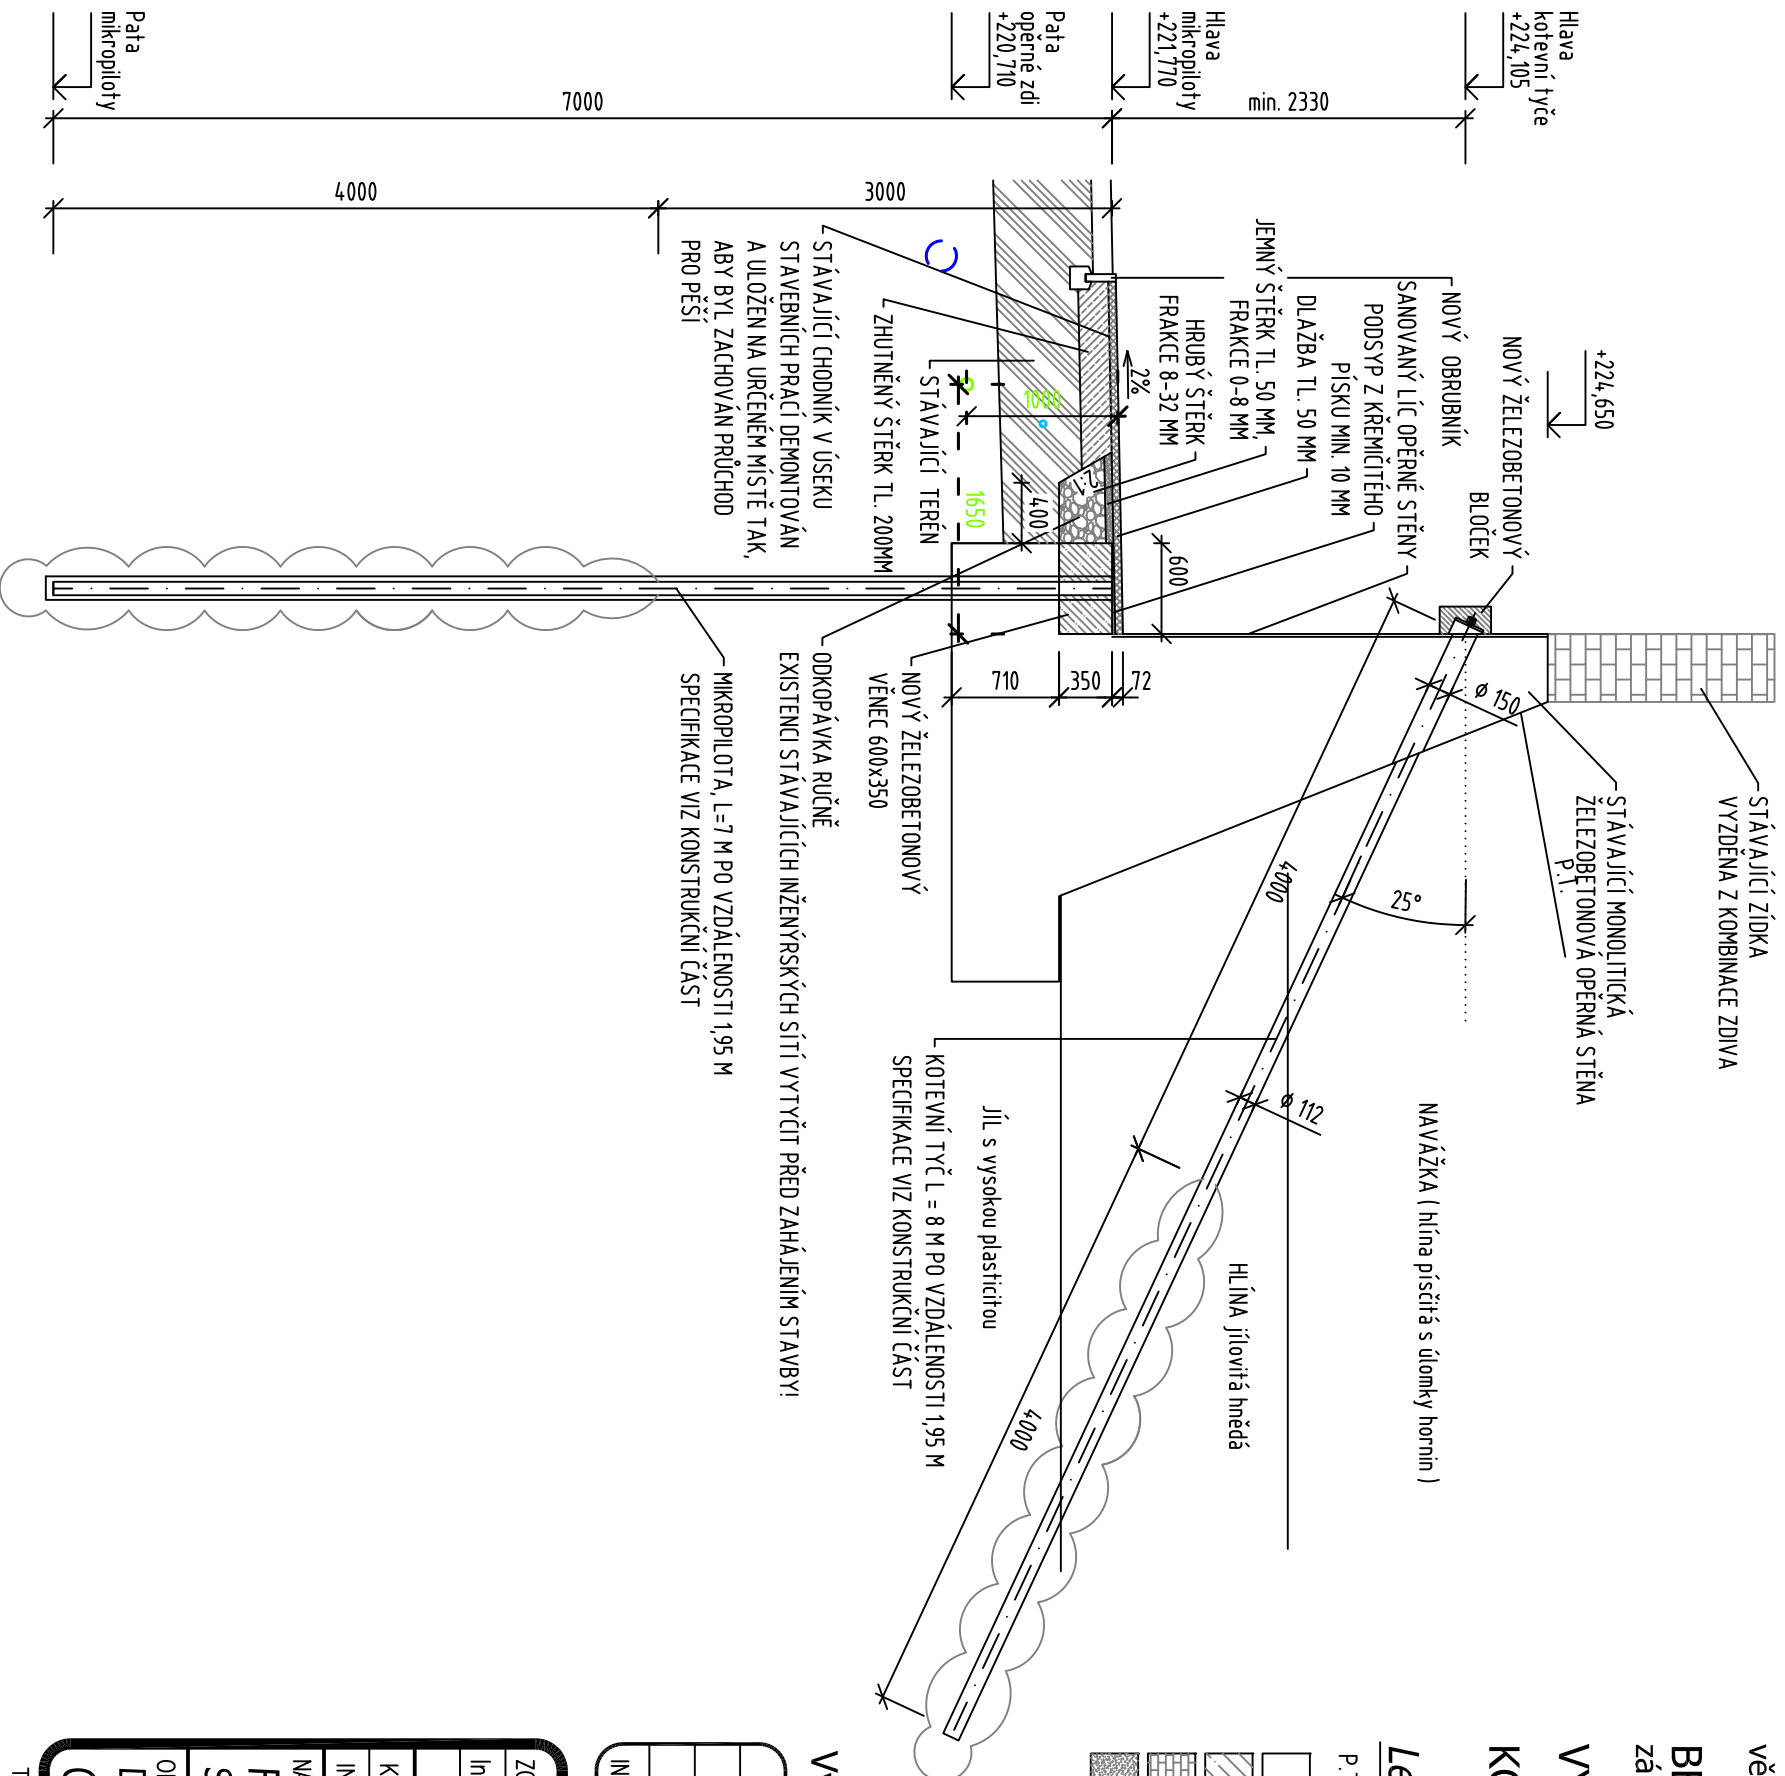 STÁVAJÍCÍ ZÍDKA
VYZDĚNA Z KOMBINACE ZDIVA
STÁVAJÍCÍ MONOLITICKÁ
ŽELEZOBETONOVÁ OPĚRNÁ STĚNA
P.T.
+224,650
Hlava
kotevní tyče
+224,105
NOVÝ ŽELEZOBETONOVÝ
BLOČEK
NOVÝ OBRUBNÍK
SANOVANÝ LÍC OPĚRNÉ STĚNY
PODSYP Z KŘEMIČITÉHO
PÍSKU MIN. 10 MM
DLAŽBA TL. 50 MM
JEMNÝ ŠTĚRK TL. 50 MM,
FRAKCE 0-8 MM
HRUBÝ ŠTĚRK
FRAKCE 8-32 MM
min. 2330
Hlava
mikropiloty
+221,770
Pata
opěrné zdi
+220,710
Pata
mikropiloty
7000
4000
3000
2%
2:1
1000
1650
400
600
710
350
72
ø 150
25°
4000
ø 112
4000
NAVÁŽKA ( hlína písčitá s úlomky hornin )
HLÍNA jílovitá hnědá
JÍL s vysokou plasticitou
KOTEVNÍ TYČ L = 8 M PO VZDÁLENOSTI 1,95 M
SPECIFIKACE VIZ KONSTRUKČNÍ ČÁST
STÁVAJÍCÍ TERÉN
ZHUTNĚNÝ ŠTĚRK TL. 200MM
STÁVAJÍCÍ CHODNÍK V ÚSEKU
STAVEBNÍCH PRACÍ DEMONTOVÁN
A ULOŽEN NA URČENÉM MÍSTĚ TAK,
ABY BYL ZACHOVÁN PRŮCHOD
PRO PĚŠÍ
NOVÝ ŽELEZOBETONOVÝ
VĚNEC 600x350
ODKOPÁVKA RUČNĚ
EXISTENCI STÁVAJÍCÍCH INŽENÝRSKÝCH SÍTÍ VYTYČIT PŘED ZAHÁJENÍM STAVBY!
MIKROPILOTA, L=7 M PO VZDÁLENOSTI 1,95 M
SPECIFIKACE VIZ KONSTRUKČNÍ ČÁST
vě
zá
Le
P.